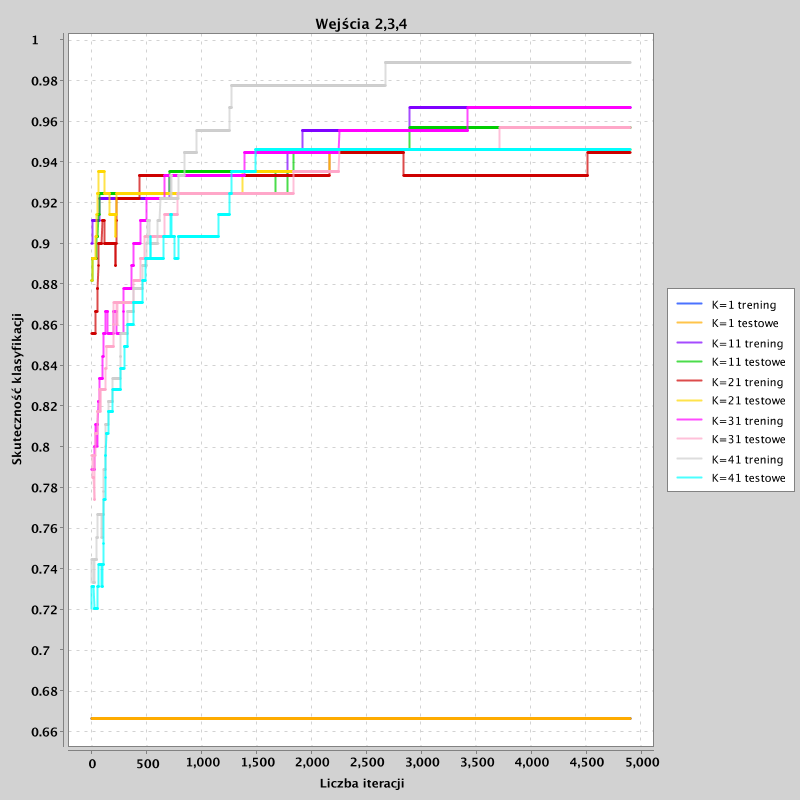 Wejścia 2,3,4
Skuteczność klasyfikacji
1
0.98
0.96
0.94
0.92
0.9
0.88
0.86
0.84
0.82
0.8
0.78
0.76
0.74
0.72
0.7
0.68
0.66
0 500 1,000 1,500 2,000 2,500 3,000 3,500 4,000 4,500 5,000
Liczba iteracji
K=1 trening
K=1 testowe
K=11 trening
K=11 testowe
K=21 trening
K=21 testowe
K=31 trening
K=31 testowe
K=41 trening
K=41 testowe